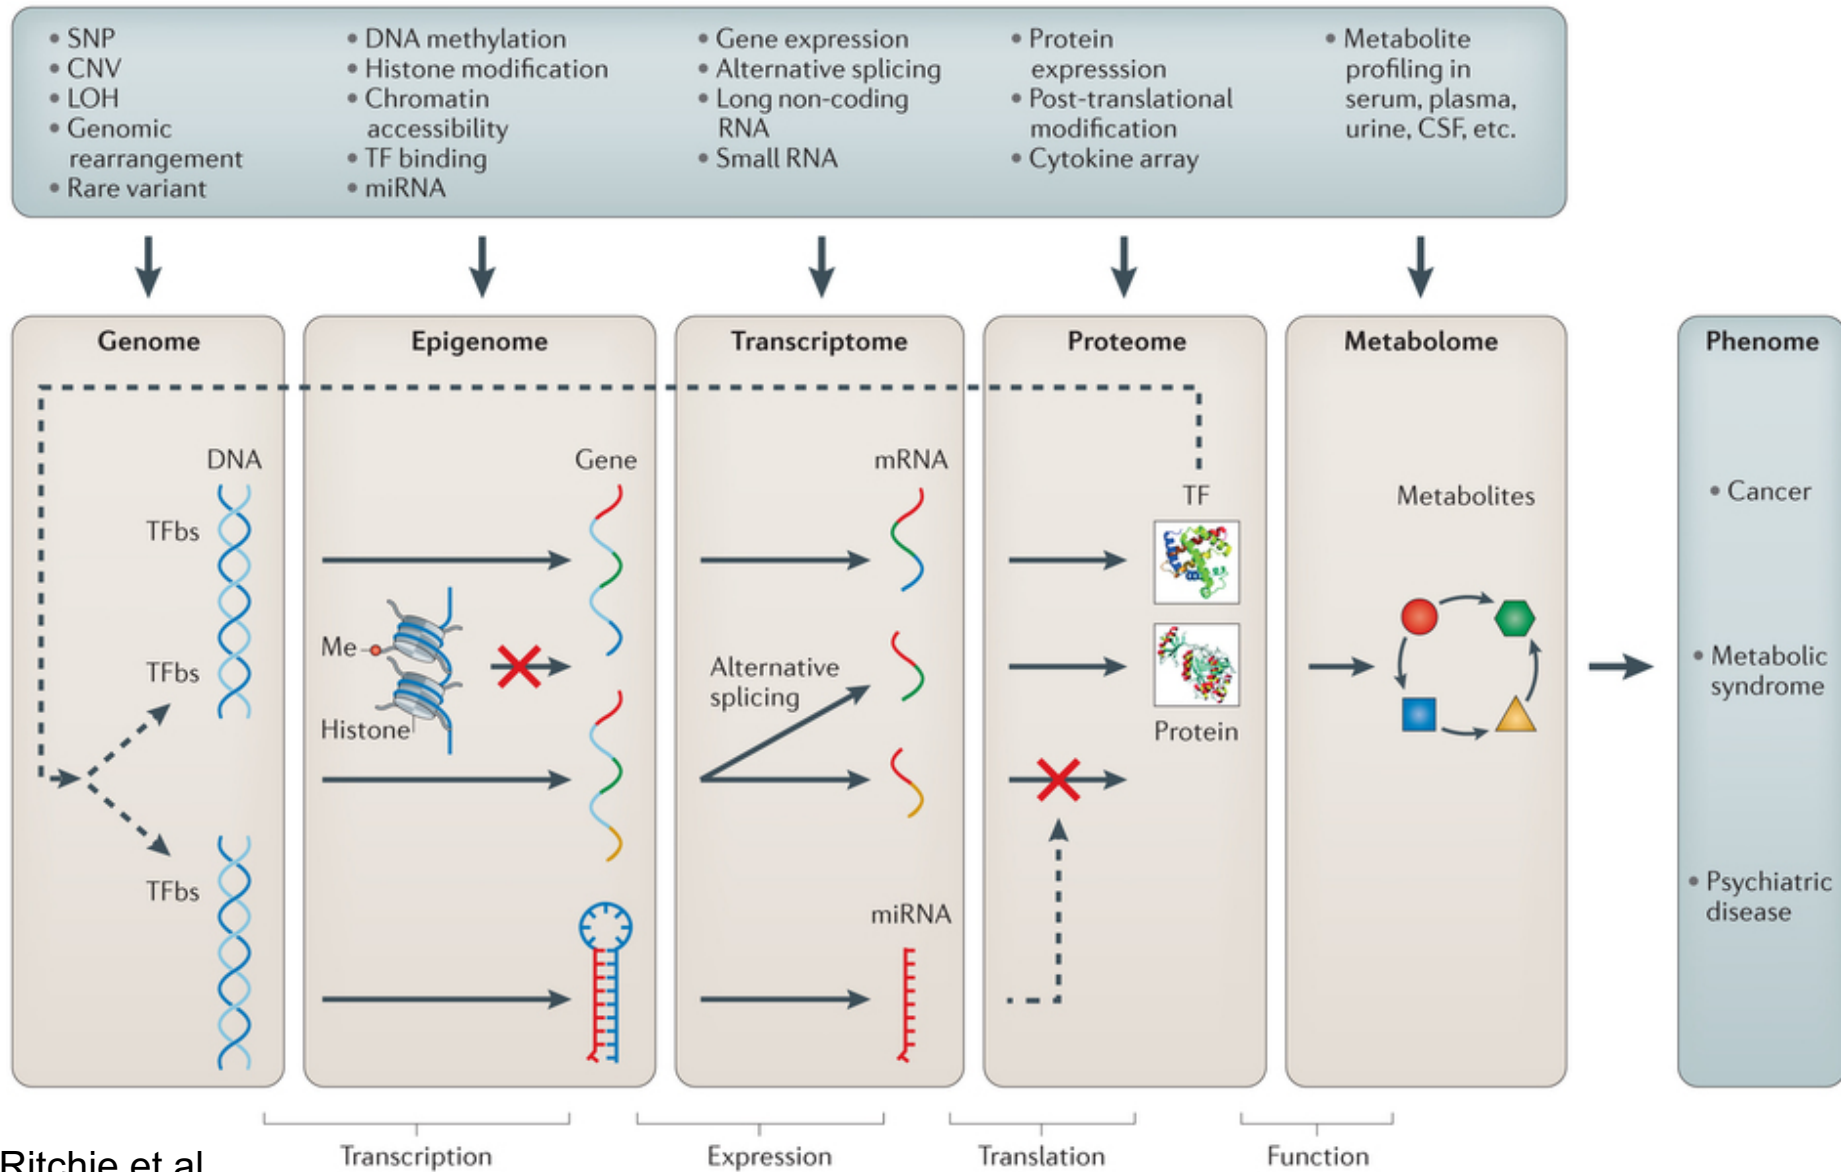 • SNP
• CNV
• LOH
• Genomic
rearrangement
• Rare variant
• DNA methylation
• Histone modification
• Chromatin
accessibility
• TF binding
• miRNA
• Gene expression
• Alternative splicing
• Long non-coding
RNA
• Small RNA
• Protein
expresssion
• Post-translational
modification
• Cytokine array
• Metabolite
profiling in
serum, plasma,
urine, CSF, etc.
Genome
Epigenome
Transcriptome
Proteome
Metabolome
Phenome
DNA
TFbs
TFbs
TFbs
Gene
Me
Histone
mRNA
Alternative
splicing
miRNA
TF
Protein
Metabolites
• Cancer
• Metabolic
syndrome
• Psychiatric
disease
Transcription
Expression
Translation
Function
Ritchie et al